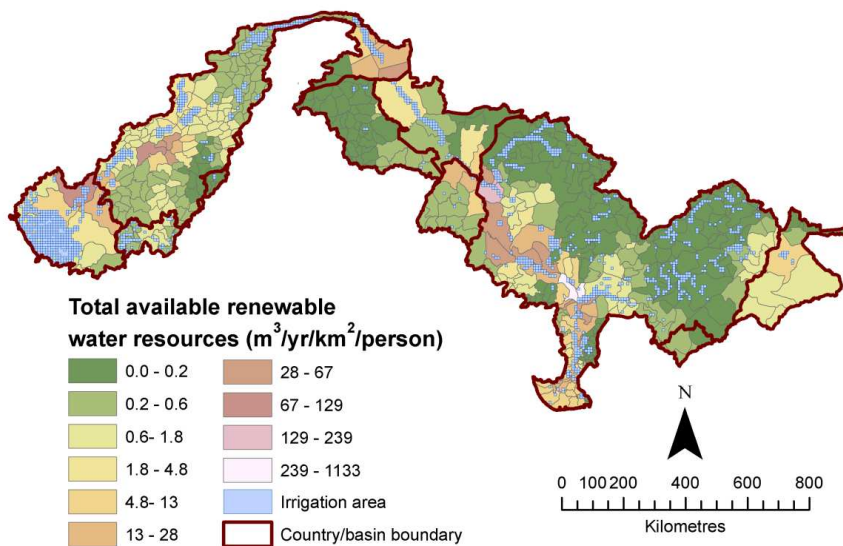 Total available renewable
water resources (m³/yr/km²/person)
0.0 - 0.2
0.2 - 0.6
0.6- 1.8
1.8 - 4.8
4.8- 13
13 - 28
28 - 67
67 - 129
129 - 239
239 - 1133
Irrigation area
Country/basin boundary
N
0 100 200 400 600 800
Kilometres